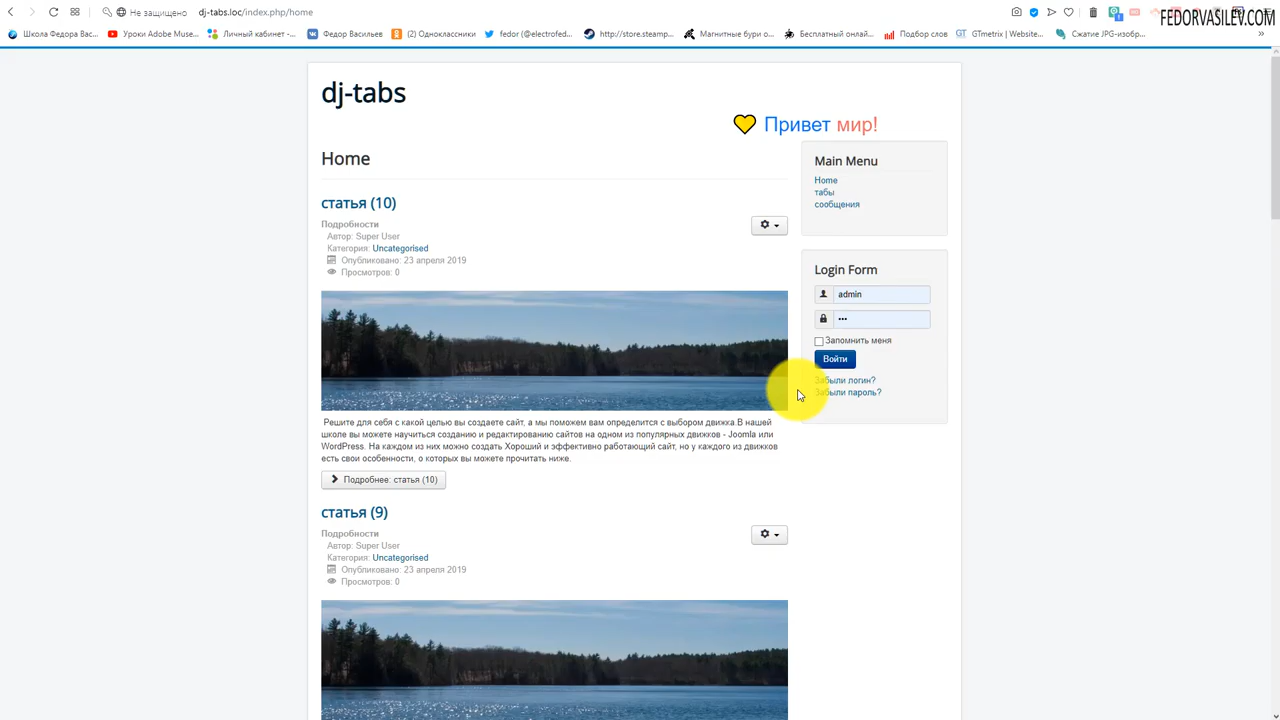 Не защищено dj-tabs.loc/index.php/home
FEDORVASILEV.COM
Школа Федора Вас...
Уроки Adobe Muse...
Личный кабинет -...
Федор Васильев
(2) Одноклассники
fedor (@electrofed...
http://store.steamp...
Магнитные бури о...
Бесплатный онлай...
Подбор слов
GTmetrix | Website...
Сжатие JPG-изобр...
dj-tabs
Привет мир!
Home
статья (10)
Подробности
Автор: Super User
Категория: Uncategorised
Опубликовано: 23 апреля 2019
Просмотров: 0
Решите для себя с какой целью вы создаете сайт, а мы поможем вам определится с выбором движка.В нашей
школе вы можете научиться созданию и редактированию сайтов на одном из популярных движков - Joomla или
WordPress. На каждом из них можно создать Хороший и эффективно работающий сайт, но у каждого из движков
есть свои особенности, о которых вы можете прочитать ниже.
Подробнее: статья (10)
статья (9)
Подробности
Автор: Super User
Категория: Uncategorised
Опубликовано: 23 апреля 2019
Просмотров: 0
Main Menu
Home
табы
сообщения
Login Form
admin
Запомнить меня
Войти
Забыли логин?
Забыли пароль?